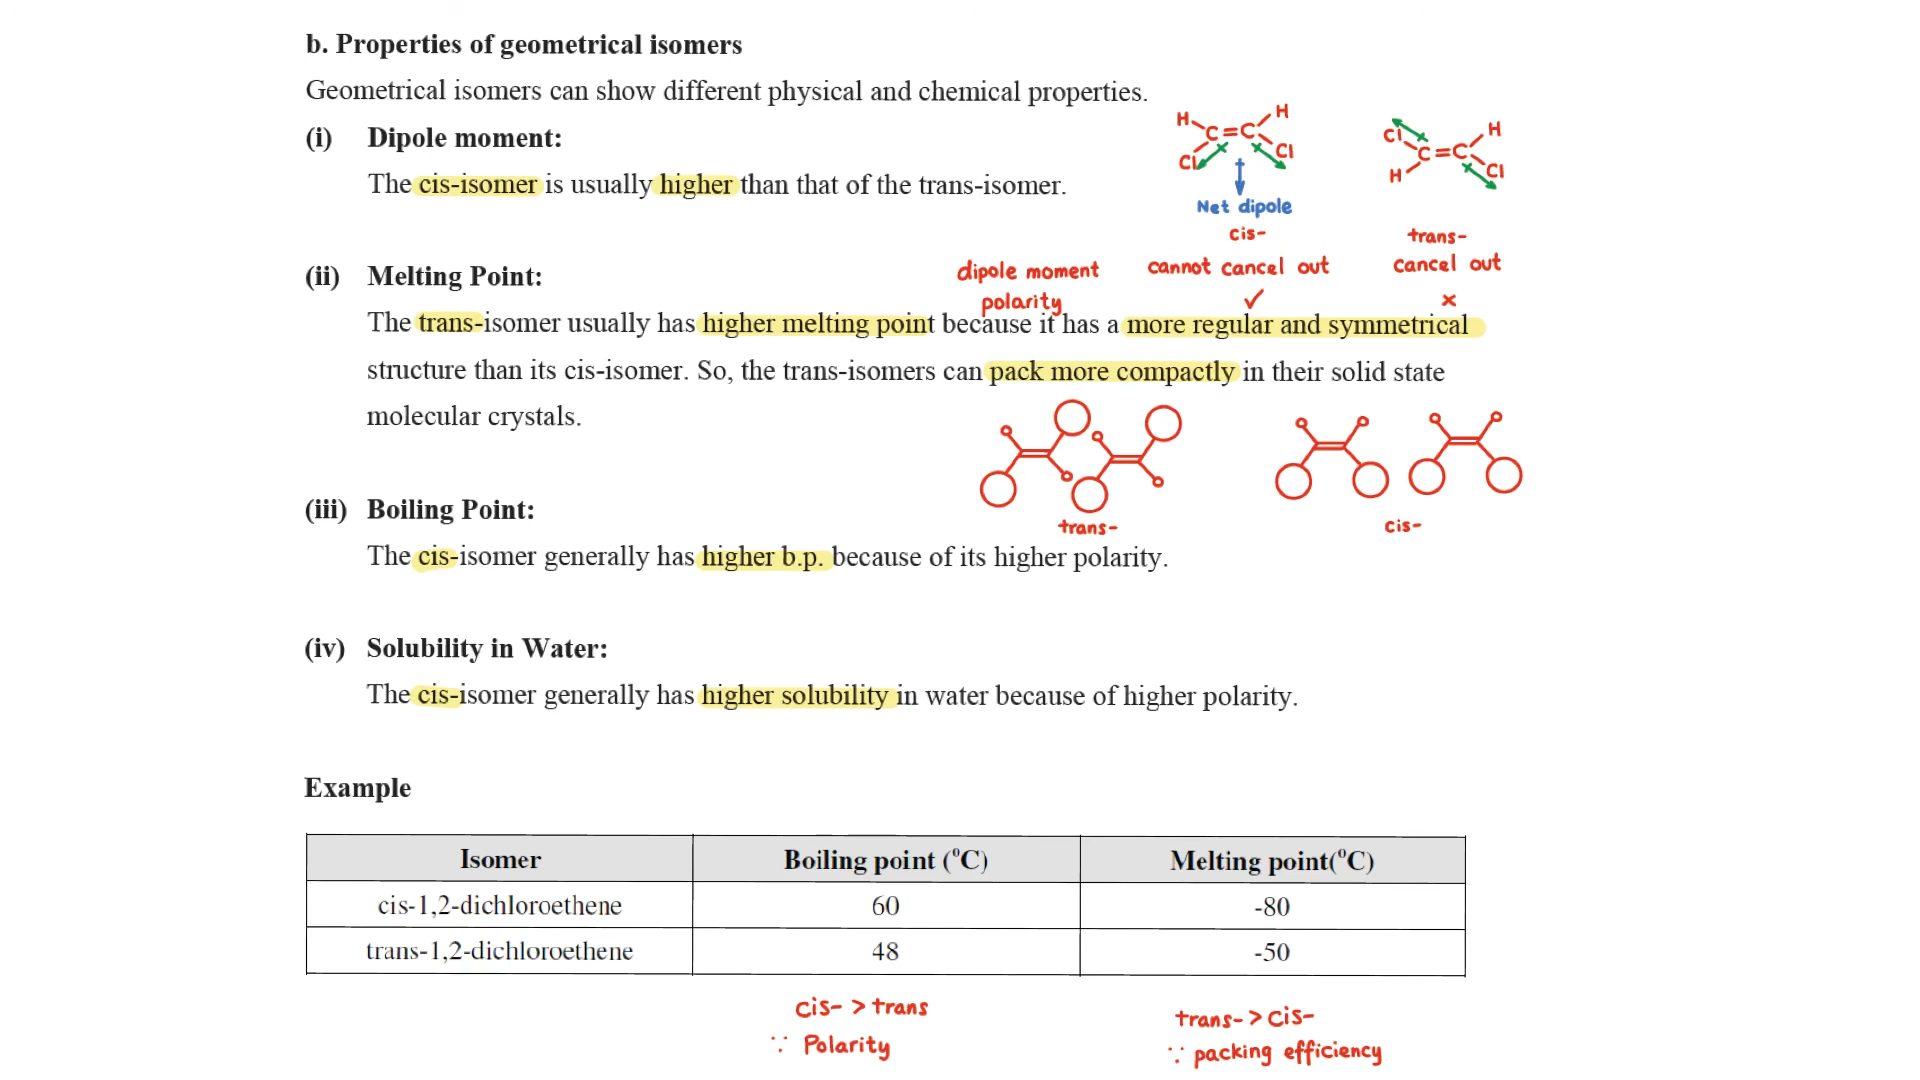 b. Properties of geometrical isomers
Geometrical isomers can show different physical and chemical properties.
(i) Dipole moment:
The cis-isomer is usually higher than that of the trans-isomer.
H H
C=C
Cl Cl
Net dipole
cis-
cannot cancel out
✓
Cl H
C=C
H Cl
trans-
cancel out
×
dipole moment
polarity
(ii) Melting Point:
The trans-isomer usually has higher melting point because it has a more regular and symmetrical
structure than its cis-isomer. So, the trans-isomers can pack more compactly in their solid state
molecular crystals.
trans-
cis-
(iii) Boiling Point:
The cis-isomer generally has higher b.p. because of its higher polarity.
(iv) Solubility in Water:
The cis-isomer generally has higher solubility in water because of higher polarity.
Example
Isomer Boiling point (°C) Melting point(°C)
cis-1,2-dichloroethene 60 -80
trans-1,2-dichloroethene 48 -50
cis- > trans
∵ Polarity
trans- > cis-
∵ packing efficiency